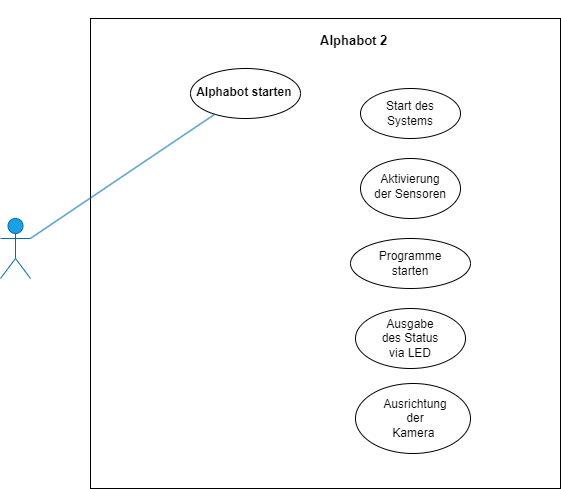 Alphabot 2
Alphabot starten
Start des
Systems
Aktivierung
der Sensoren
Programme
starten
Ausgabe
des Status
via LED
Ausrichtung
der
Kamera